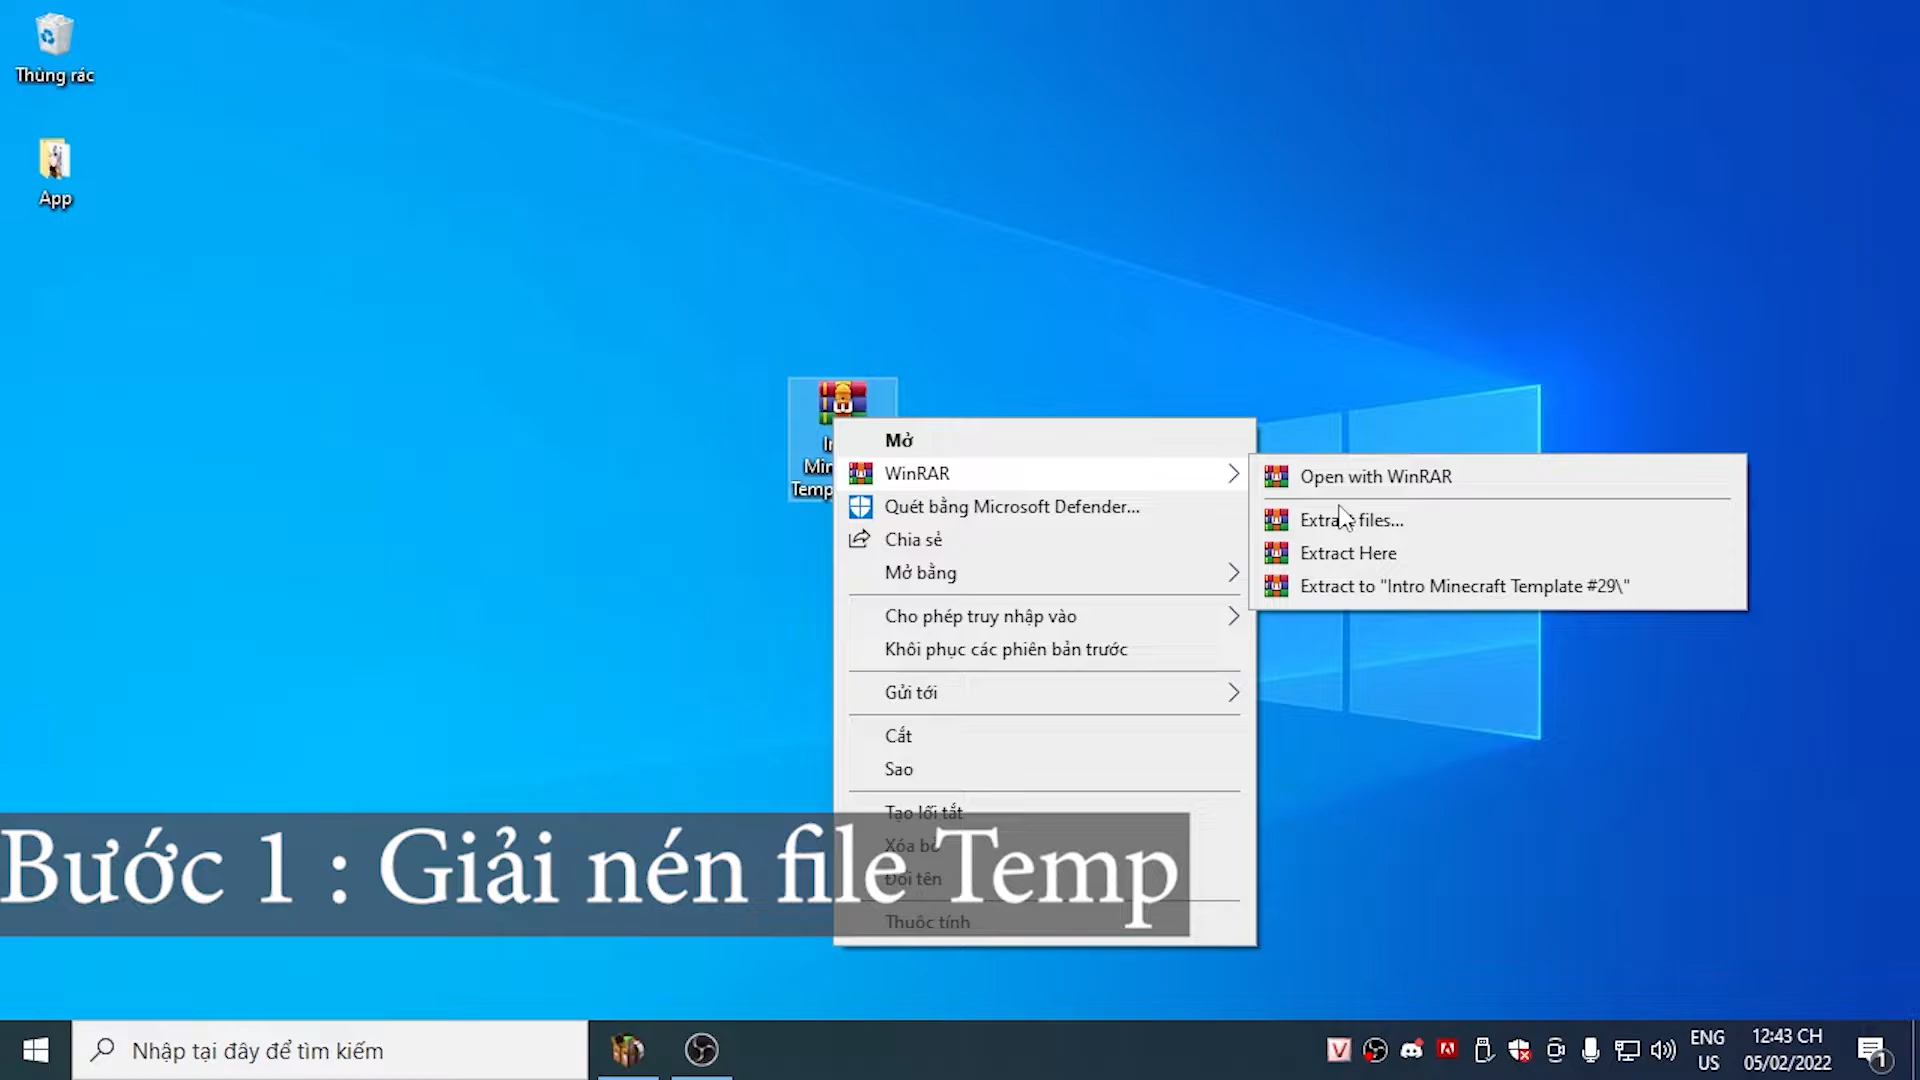 Thùng rác
App
Temp
Mở
WinRAR
Quét bằng Microsoft Defender...
Chia sẻ
Mở bằng
Cho phép truy nhập vào
Khôi phục các phiên bản trước
Gửi tới
Cắt
Sao
Tạo lối tắt
Xóa bỏ
Đổi tên
Thuộc tính
Open with WinRAR
Extract files...
Extract Here
Extract to "Intro Minecraft Template #29\"
Bước 1 : Giải nén file Temp
Nhập tại đây để tìm kiếm
ENG
US
12:43 CH
05/02/2022
1